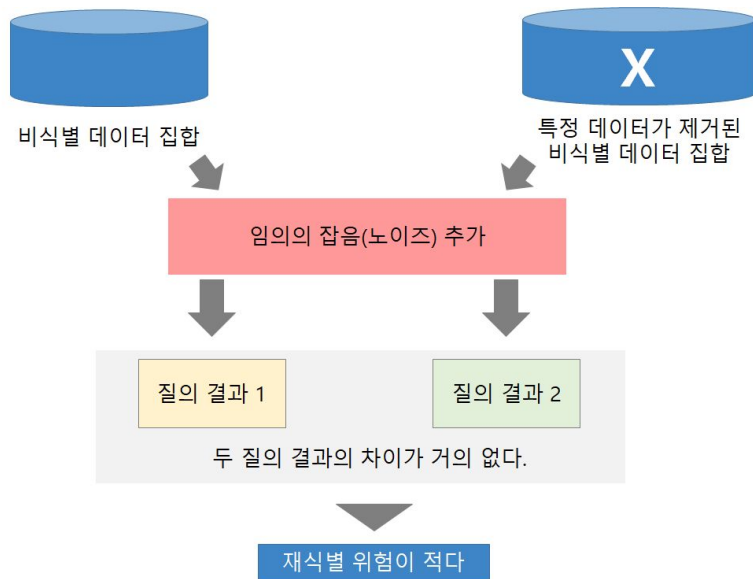 X
비식별 데이터 집합
특정 데이터가 제거된
비식별 데이터 집합
임의의 잡음(노이즈) 추가
질의 결과 1
질의 결과 2
두 질의 결과의 차이가 거의 없다.
재식별 위험이 적다